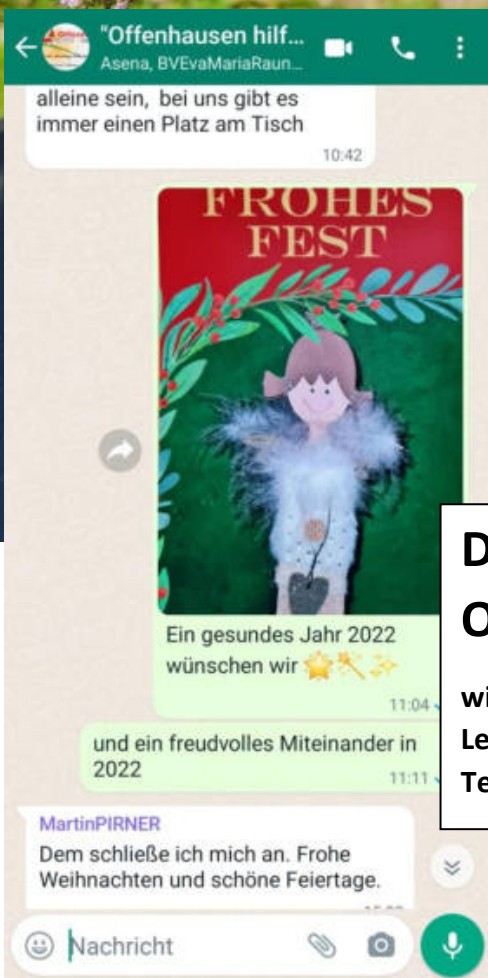 "Offenhausen hilf...
Asena, BVEvaMariaRaun...
alleine sein, bei uns gibt es
immer einen Platz am Tisch
10:42
FROHES
FEST
Ein gesundes Jahr 2022
wünschen wir
11:04
und ein freudvolles Miteinander in
2022
11:11
MartinPIRNER
Dem schließe ich mich an. Frohe
Weihnachten und schöne Feiertage.
Nachricht
D
O
wi
Le
Te